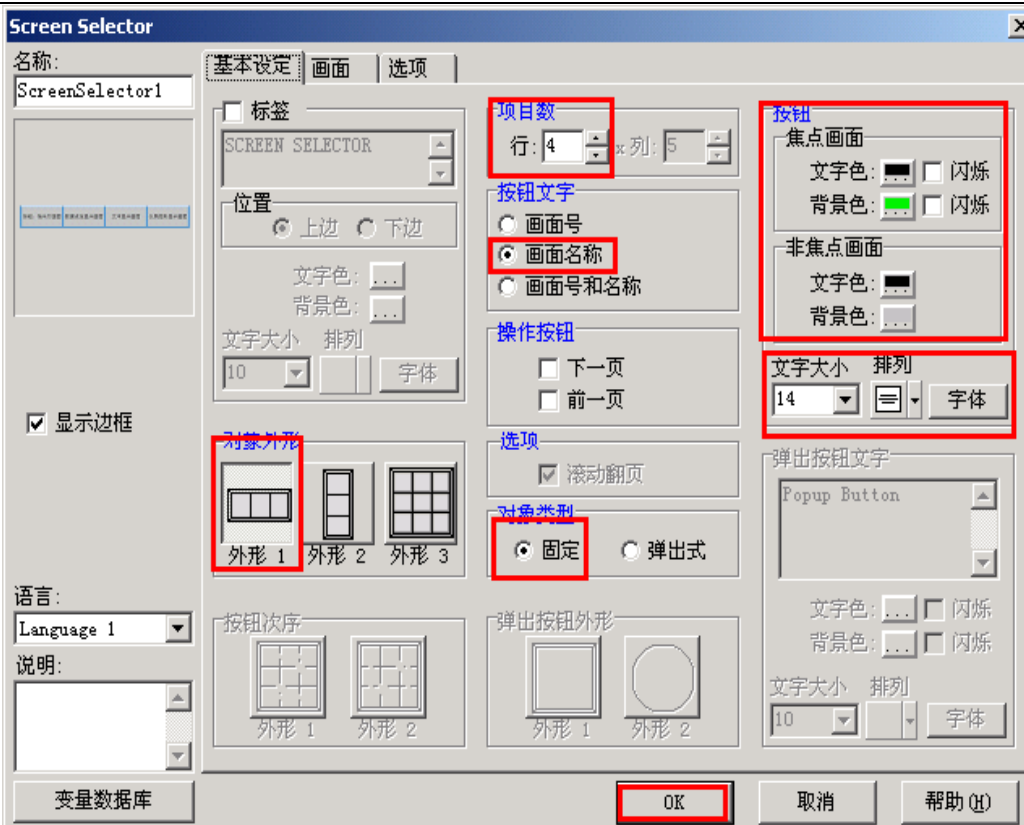 Screen Selector
名称:
ScreenSelector1
显示边框
语言:
Language 1
说明:
变量数据库
基本设定
画面
选项
标签
SCREEN SELECTOR
位置
上边 下边
文字色: ...
背景色: ...
文字大小 排列
10 字体
对象外形
外形 1 外形 2 外形 3
按钮次序
外形 1 外形 2
项目数
行: 4 x 列: 5
按钮文字
画面号
画面名称
画面号和名称
操作按钮
下一页
前一页
选项
滚动翻页
对象类型
固定 弹出式
弹出按钮外形
外形 1 外形 2
按钮
焦点画面
文字色: ... 闪烁
背景色: ... 闪烁
非焦点画面
文字色: ...
背景色: ...
文字大小 排列
14 字体
弹出按钮文字
Popup Button
文字色: ... 闪烁
背景色: ... 闪烁
文字大小 排列
10 字体
OK 取消 帮助(H)